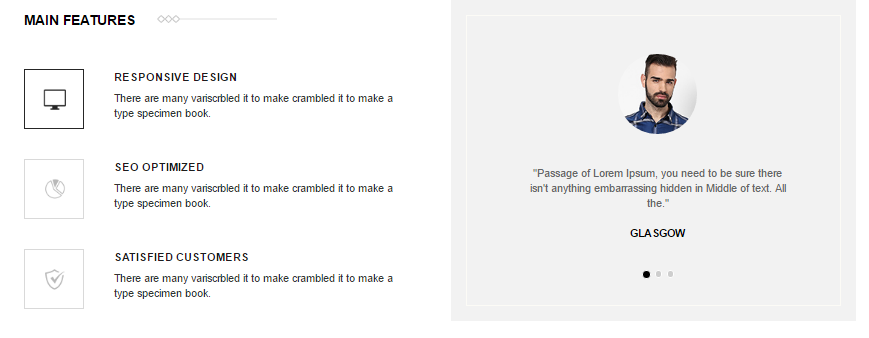 MAIN FEATURES
RESPONSIVE DESIGN
There are many variscrbled it to make crambled it to make a
type specimen book.
SEO OPTIMIZED
There are many variscrbled it to make crambled it to make a
type specimen book.
SATISFIED CUSTOMERS
There are many variscrbled it to make crambled it to make a
type specimen book.
"Passage of Lorem Ipsum, you need to be sure there
isn't anything embarrassing hidden in Middle of text. All
the."
GLASGOW